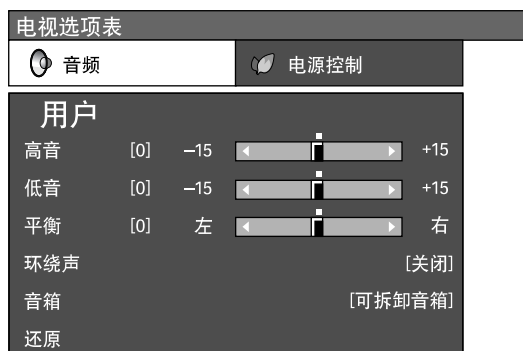 电视选项表
音频 电源控制
用户
高音 [0] –15 +15
低音 [0] –15 +15
平衡 [0] 左 右
环绕声 [关闭]
音箱 [可拆卸音箱]
还原